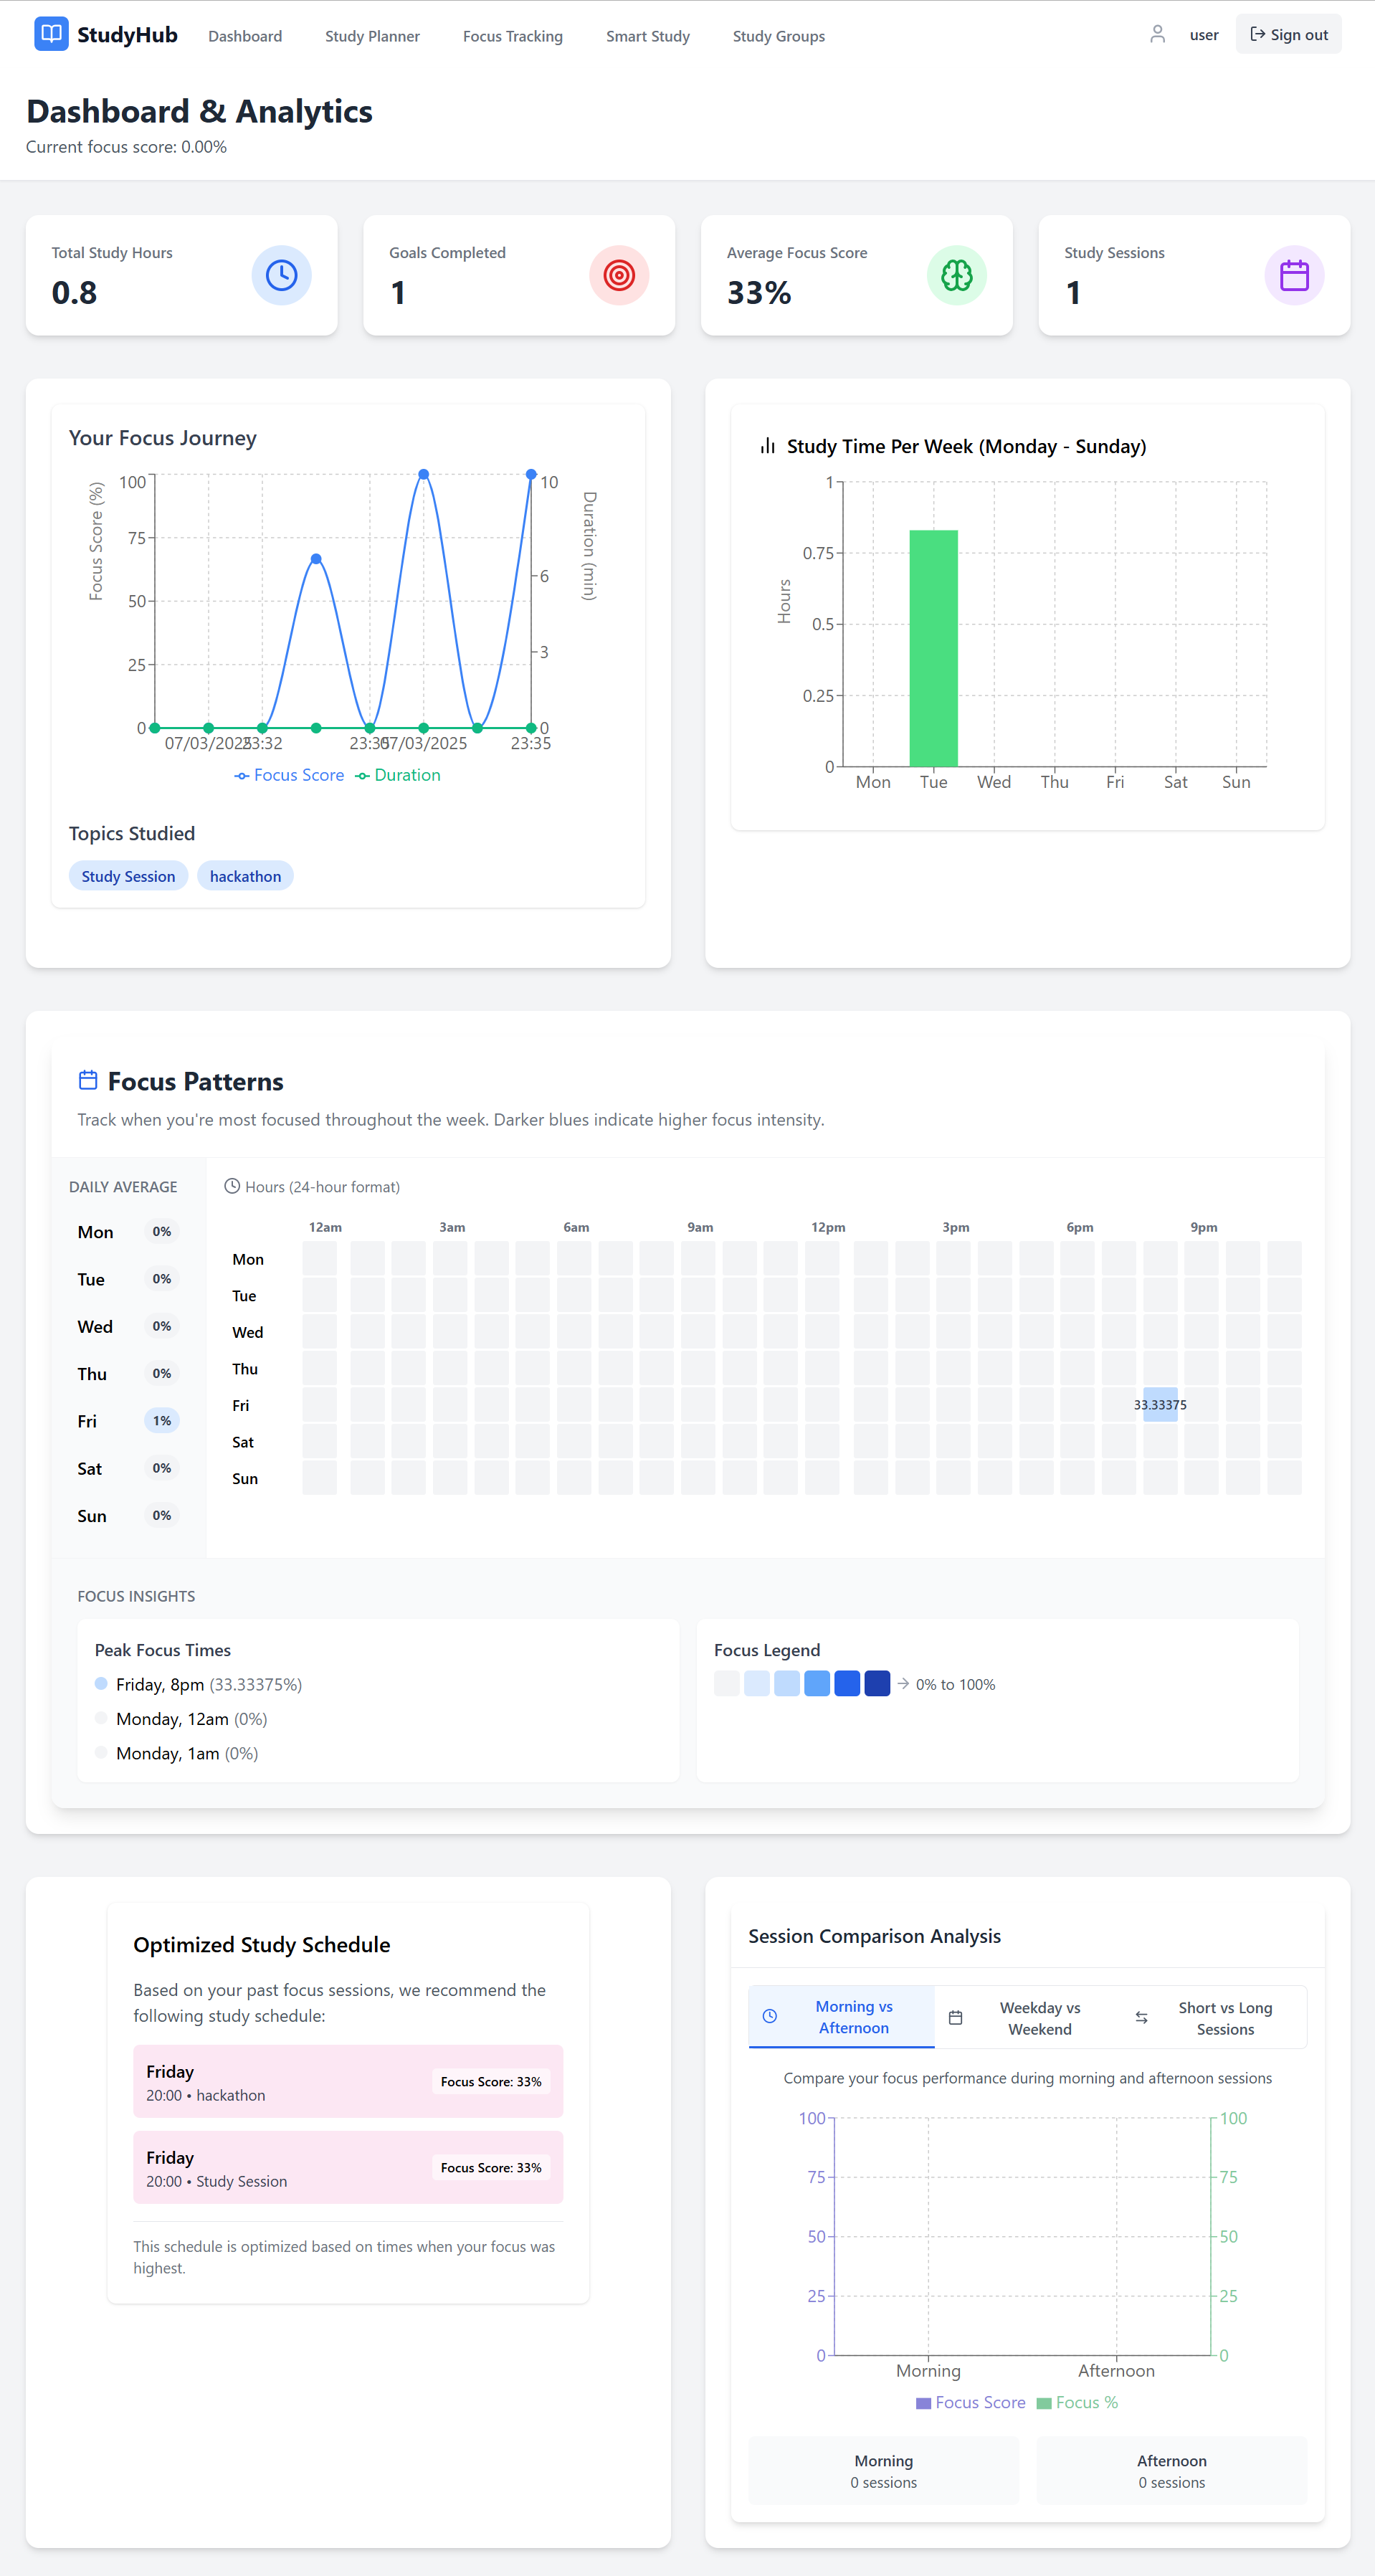 StudyHub
Dashboard
Study Planner
Focus Tracking
Smart Study
Study Groups
user
Sign out
Dashboard & Analytics
Current focus score: 0.00%
Total Study Hours
0.8
Goals Completed
1
Average Focus Score
33%
Study Sessions
1
Your Focus Journey
Focus Score (%)
100
75
50
25
0
10
6
3
0
Duration (min)
07/03/2025
23:32
23:35
07/03/2025
23:35
Focus Score
Duration
Topics Studied
Study Session
hackathon
Study Time Per Week (Monday - Sunday)
Hours
1
0.75
0.5
0.25
0
Mon
Tue
Wed
Thu
Fri
Sat
Sun
Focus Patterns
Track when you're most focused throughout the week. Darker blues indicate higher focus intensity.
DAILY AVERAGE
Mon 0%
Tue 0%
Wed 0%
Thu 0%
Fri 1%
Sat 0%
Sun 0%
Hours (24-hour format)
12am 3am 6am 9am 12pm 3pm 6pm 9pm
Mon
Tue
Wed
Thu
Fri
33.33375
Sat
Sun
FOCUS INSIGHTS
Peak Focus Times
Friday, 8pm (33.33375%)
Monday, 12am (0%)
Monday, 1am (0%)
Focus Legend
0% to 100%
Optimized Study Schedule
Based on your past focus sessions, we recommend the
following study schedule:
Friday
20:00 • hackathon
Focus Score: 33%
Friday
20:00 • Study Session
Focus Score: 33%
This schedule is optimized based on times when your focus was
highest.
Session Comparison Analysis
Morning vs
Afternoon
Weekday vs
Weekend
Short vs Long
Sessions
Compare your focus performance during morning and afternoon sessions
100
75
50
25
0
100
75
50
25
0
Morning
Afternoon
Focus Score
Focus %
Morning
0 sessions
Afternoon
0 sessions